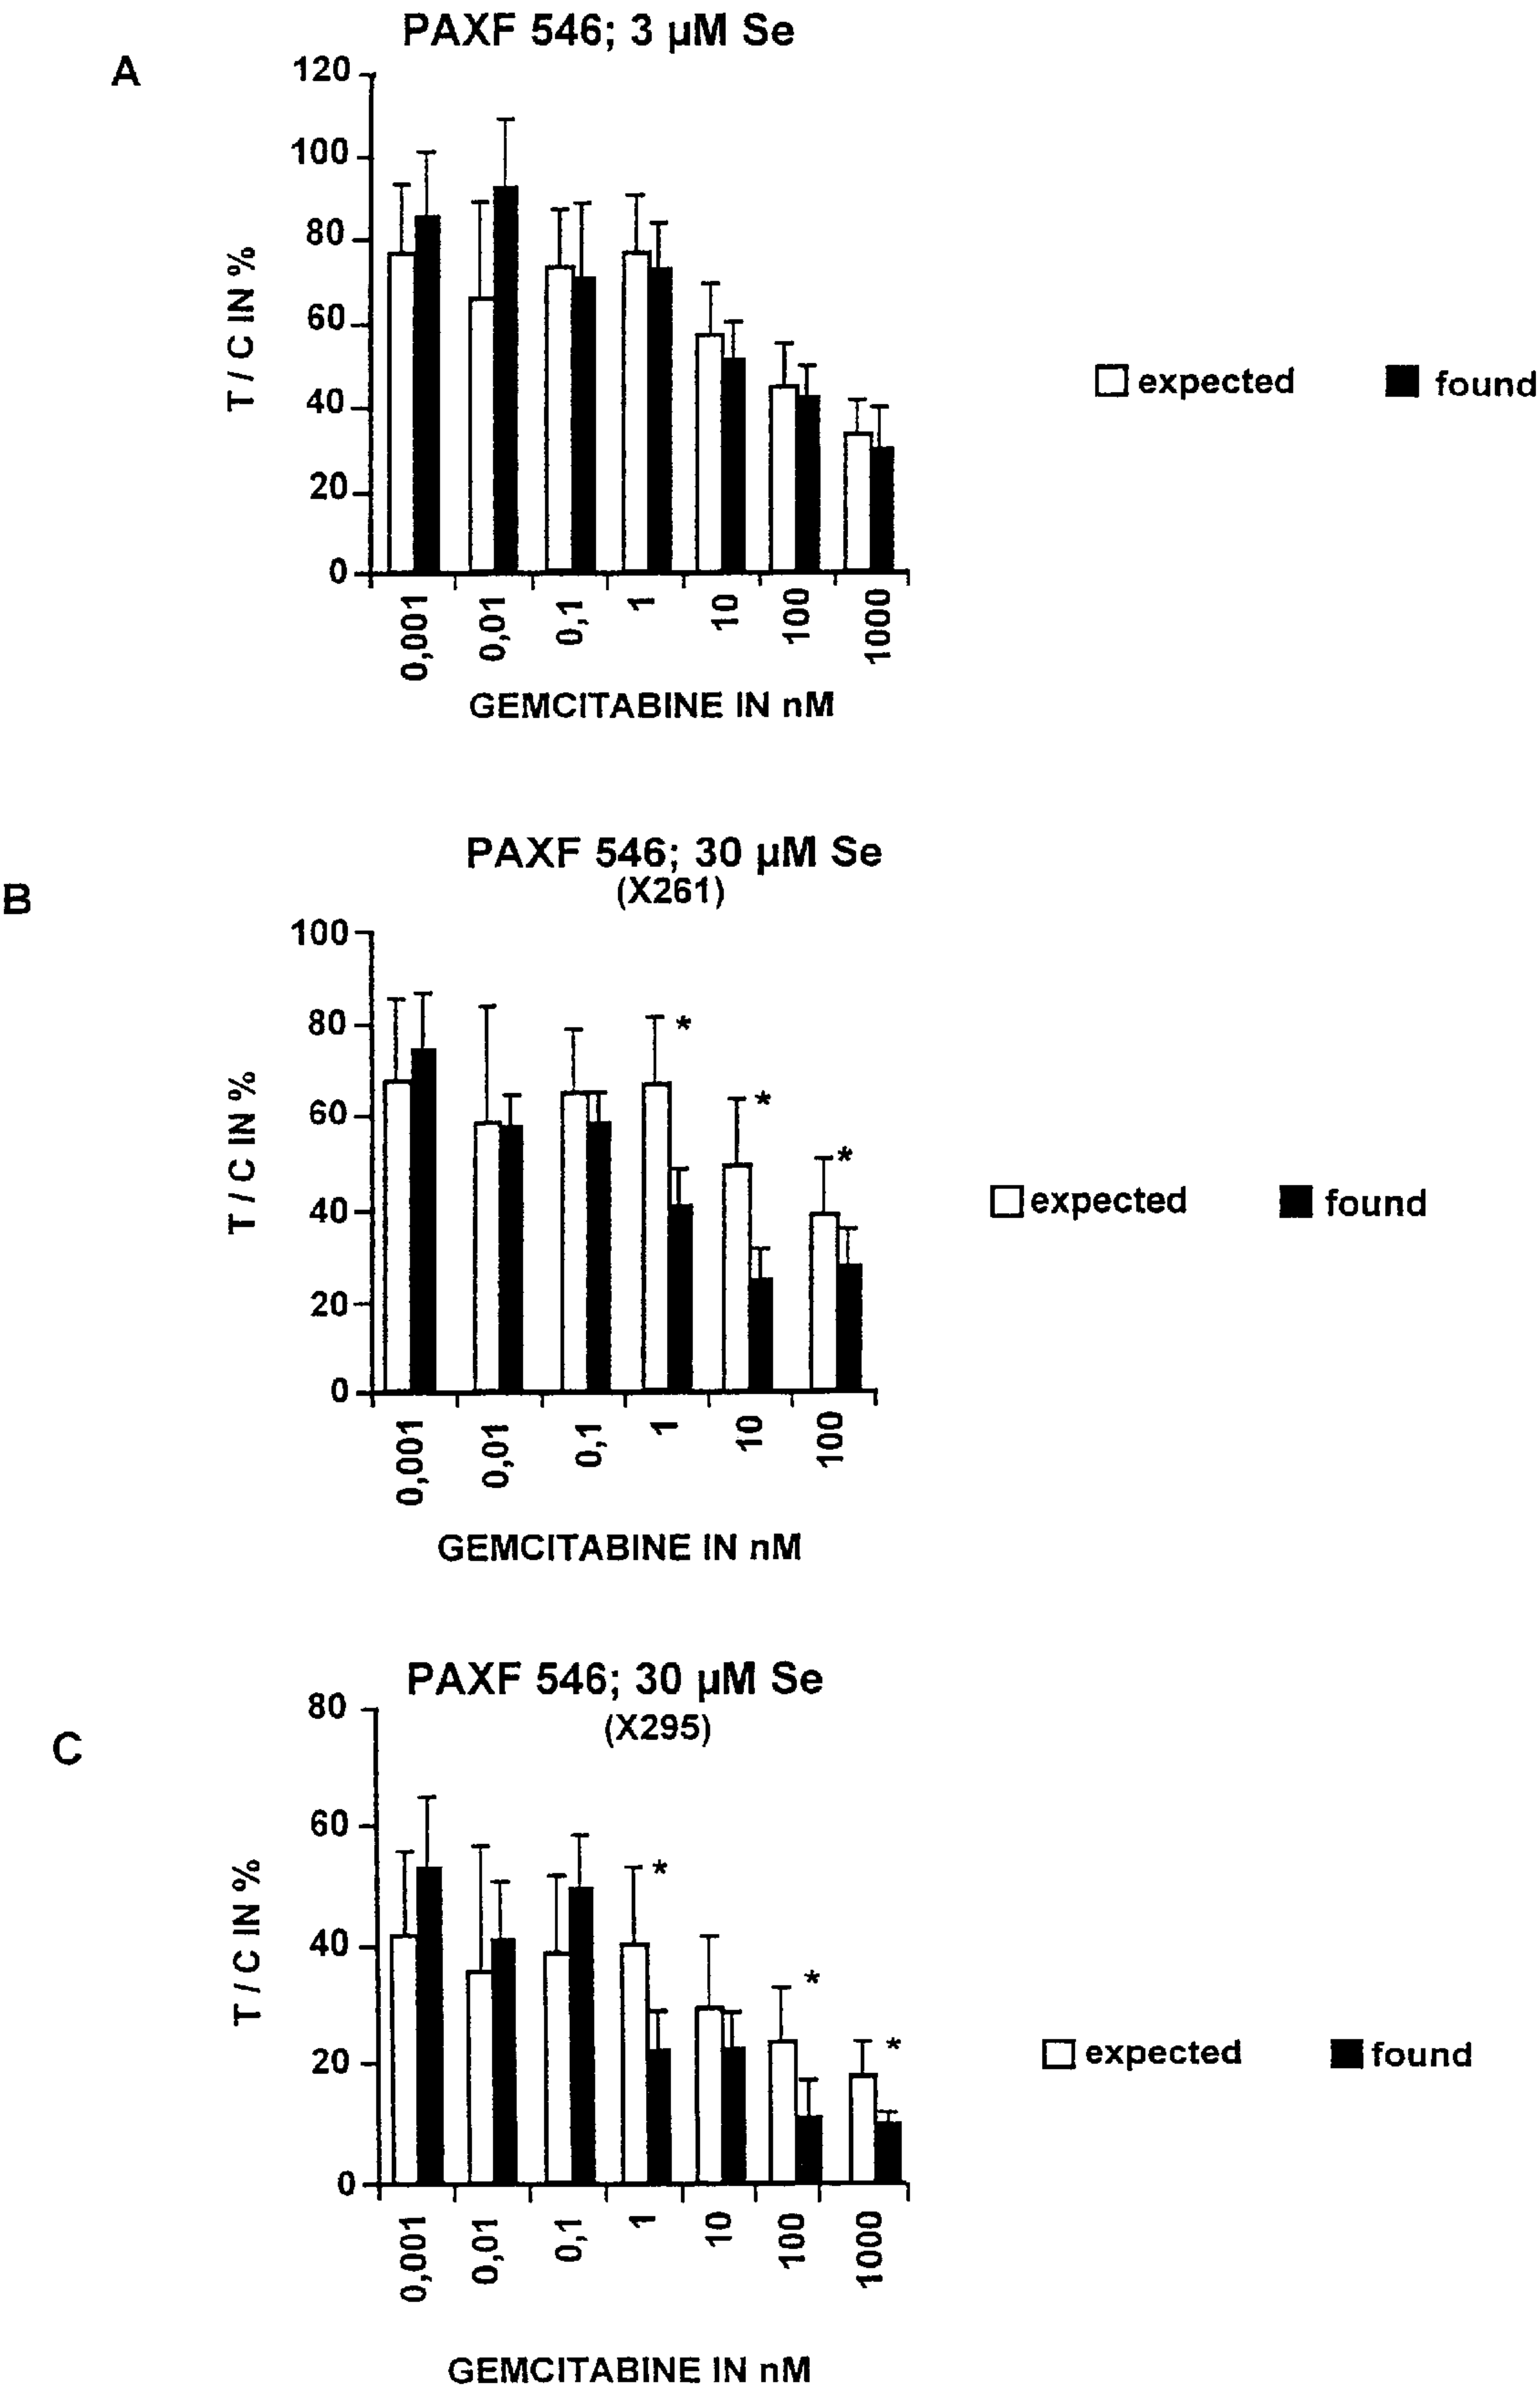 PAXF 546; 3 µM Se
A
120
100
80
60
40
20
0
T / C IN %
0,001
0,01
0,1
1
10
100
1000
GEMCITABINE IN nM
expected
found
PAXF 546; 30 µM Se
(X261)
B
100
80
60
40
20
0
T / C IN %
*
*
*
0,001
0,01
0,1
1
10
100
GEMCITABINE IN nM
expected
found
PAXF 546; 30 µM Se
(X295)
C
80
60
40
20
0
T / C IN %
*
*
*
0,001
0,01
0,1
1
10
100
1000
GEMCITABINE IN nM
expected
found